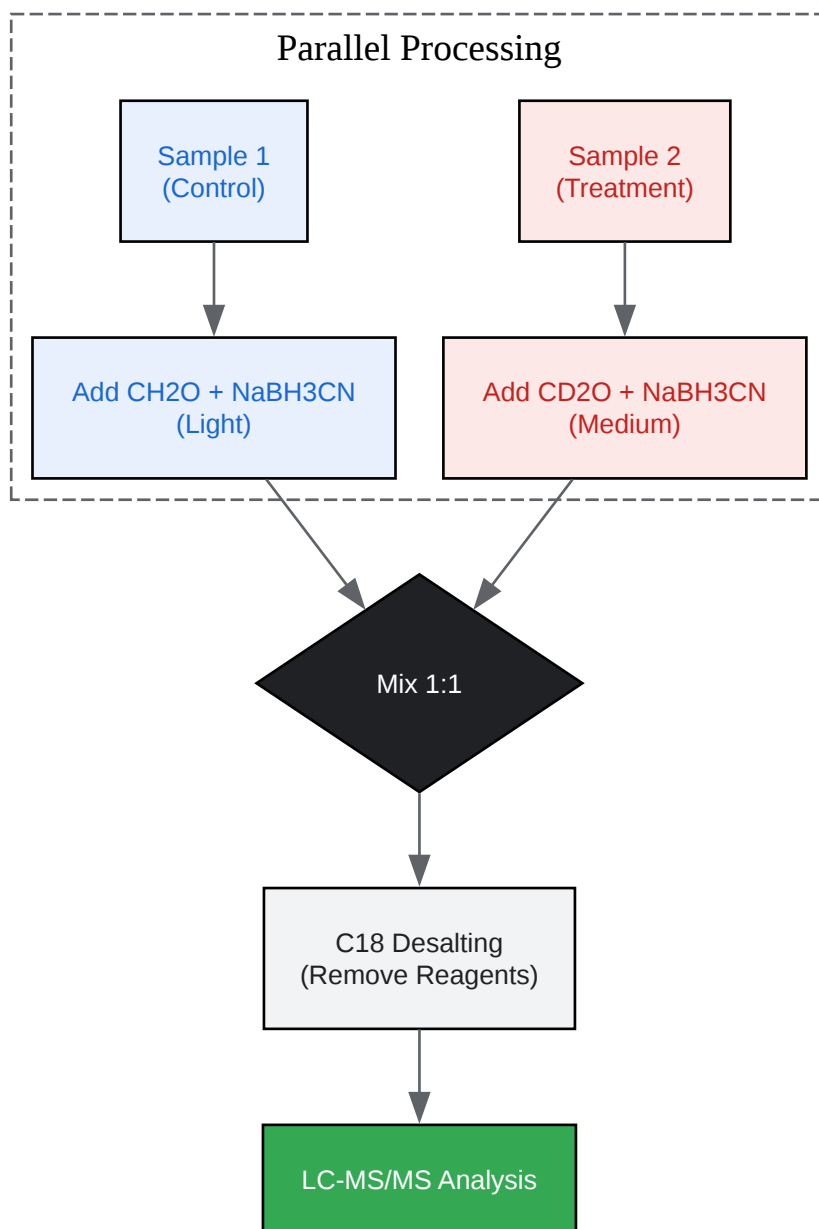 Parallel Processing
Sample 1
(Control)
Sample 2
(Treatment)
Add CH2O + NaBH3CN
(Light)
Add CD2O + NaBH3CN
(Medium)
Mix 1:1
C18 Desalting
(Remove Reagents)
LC-MS/MS Analysis